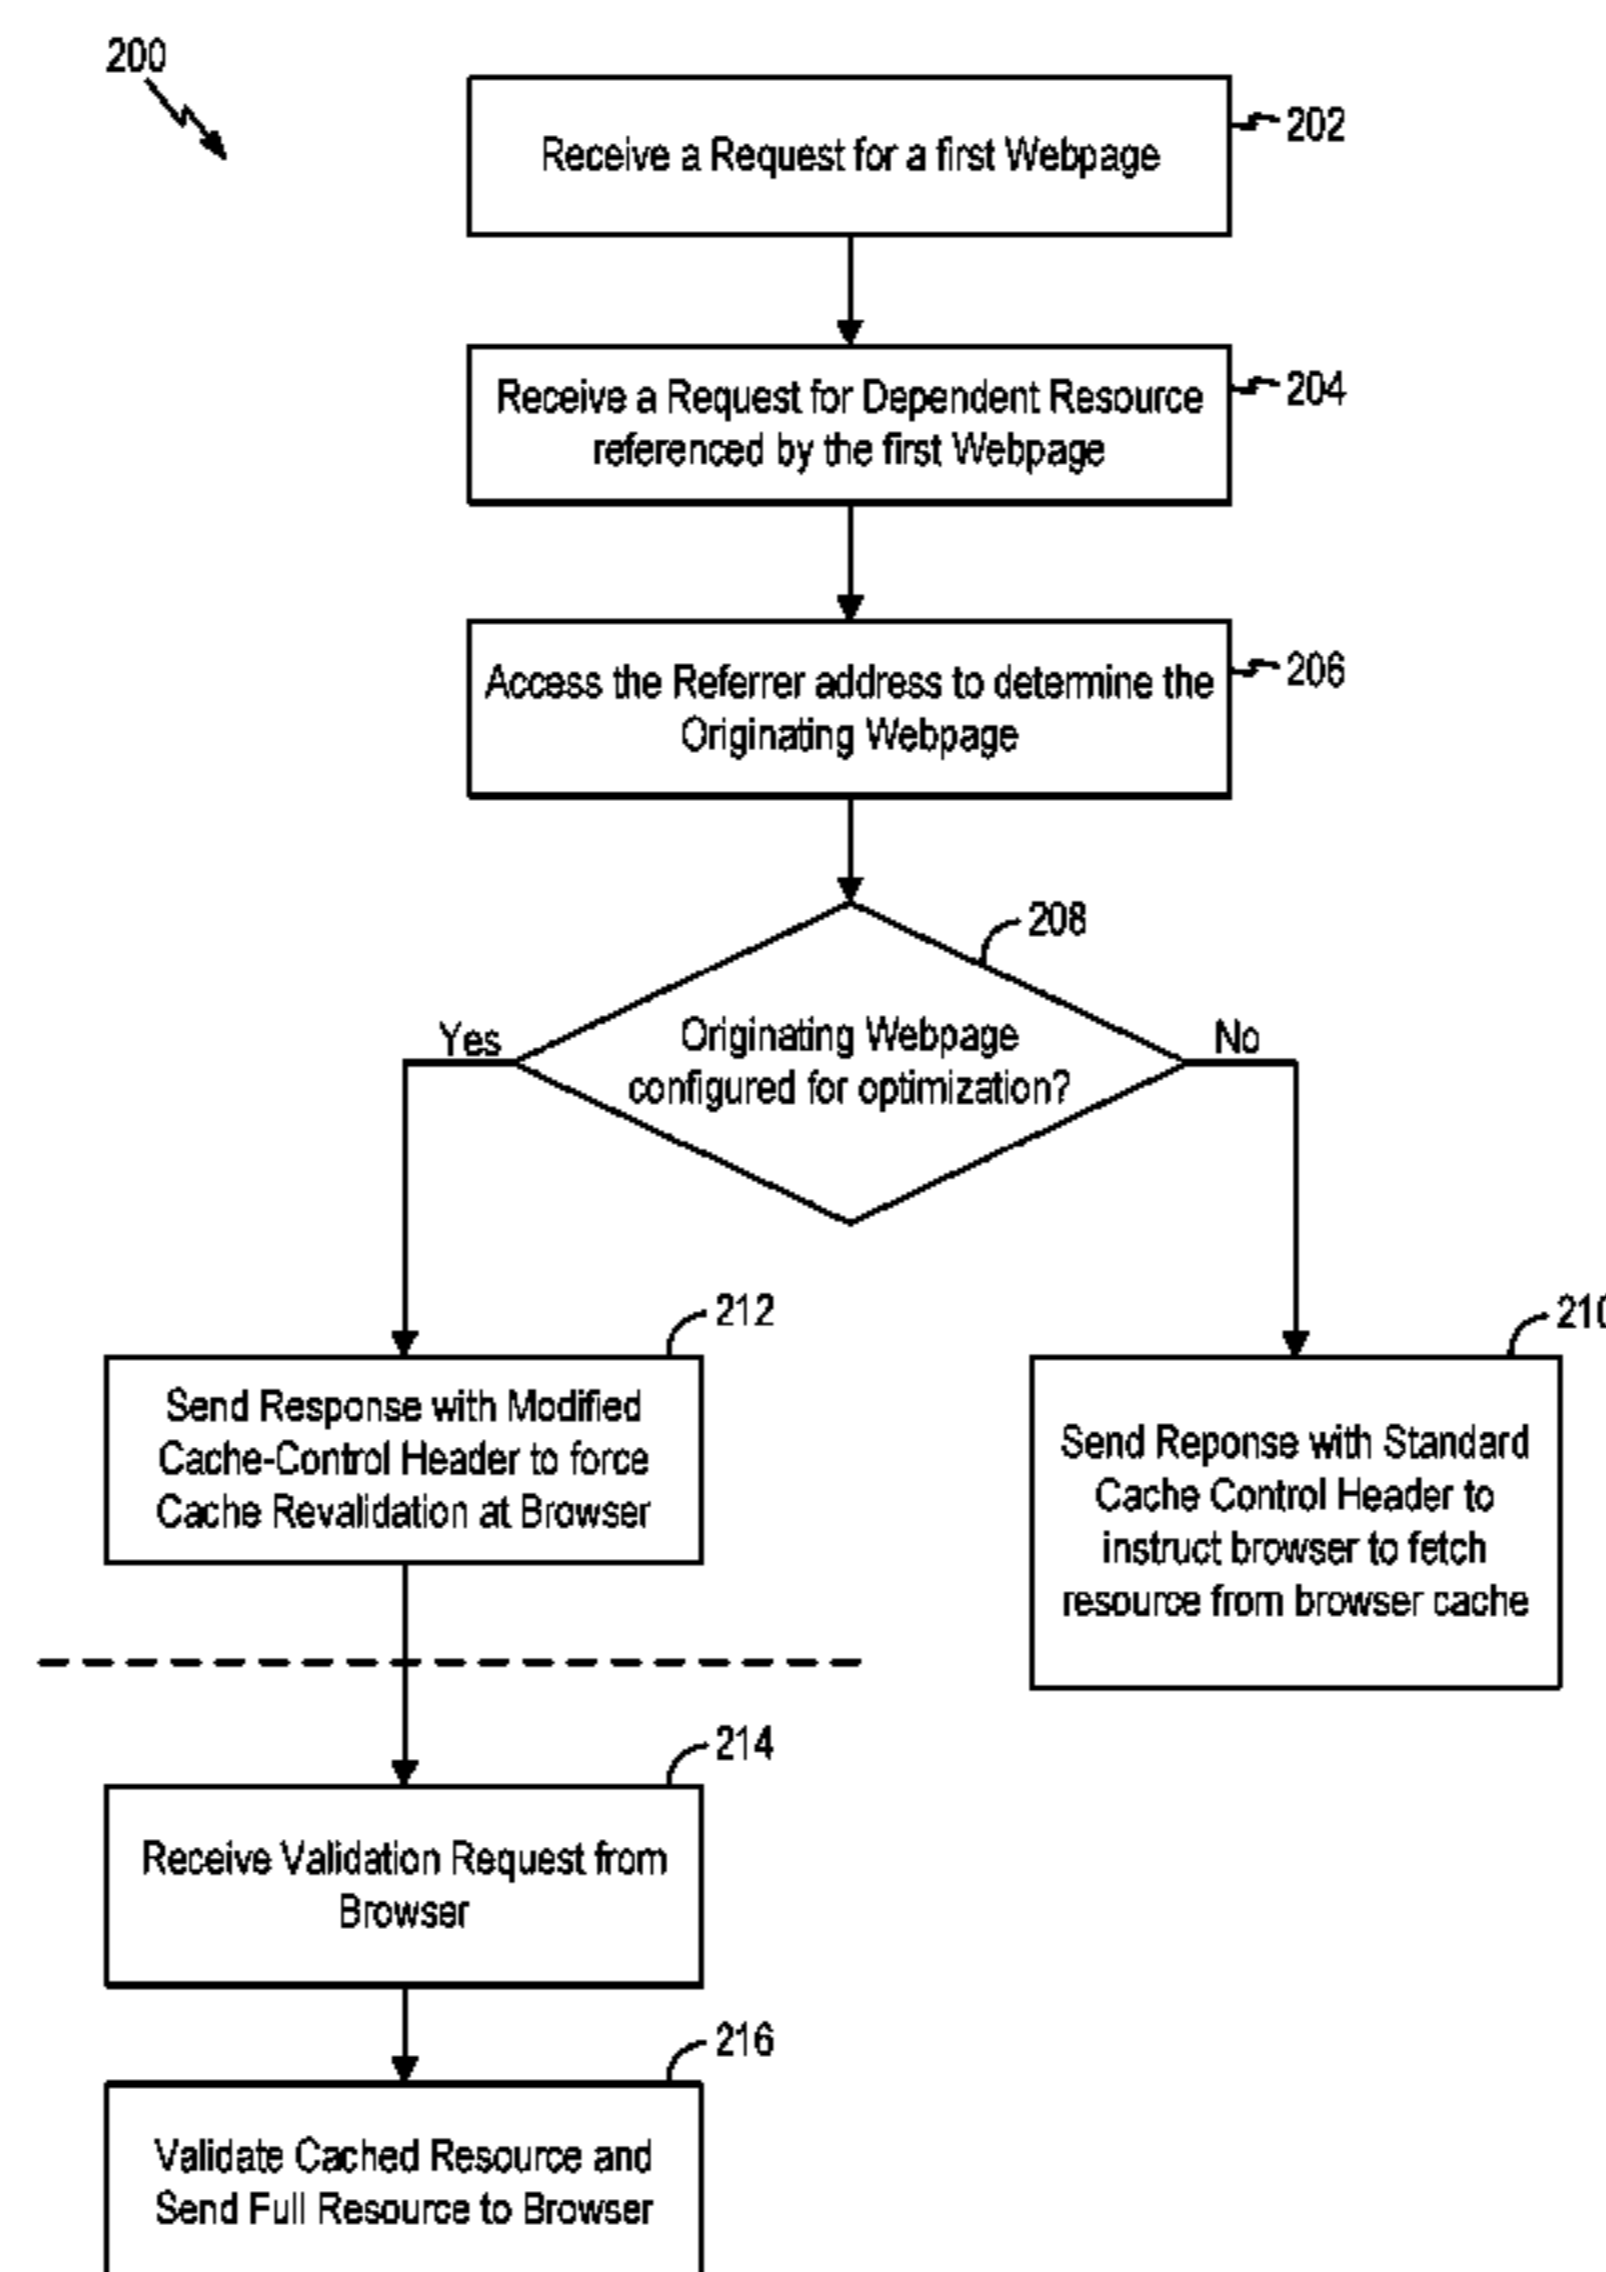 200
Receive a Request for a first Webpage
202
Receive a Request for Dependent Resource
referenced by the first Webpage
204
Access the Referrer address to determine the
Originating Webpage
206
208
Yes
Originating Webpage
configured for optimization?
No
212
Send Response with Modified
Cache-Control Header to force
Cache Revalidation at Browser
210
Send Reponse with Standard
Cache Control Header to
instruct browser to fetch
resource from browser cache
214
Receive Validation Request from
Browser
216
Validate Cached Resource and
Send Full Resource to Browser